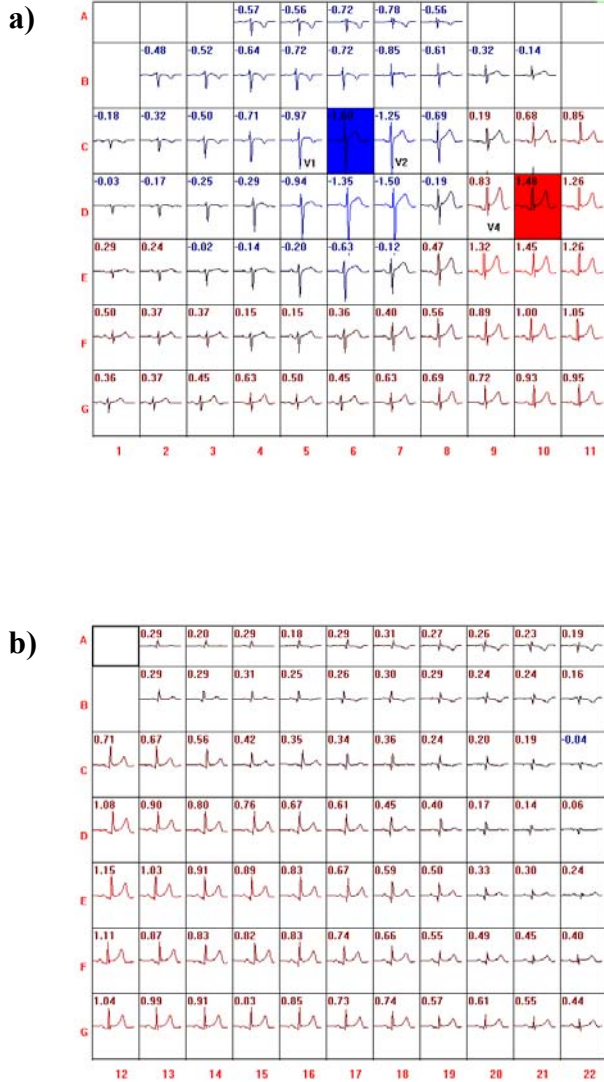 a)
A -0.57 -0.56 -0.72 -0.78 -0.56
B -0.48 -0.52 -0.64 -0.72 -0.72 -0.85 -0.61 -0.32 -0.14
C -0.18 -0.32 -0.50 -0.71 -0.97 -1.25 -0.69 0.19 0.68 0.85
V1 V2
D -0.03 -0.17 -0.25 -0.29 -0.94 -1.35 -1.50 -0.19 0.83 1.48 1.26
V4
E 0.29 0.24 -0.02 -0.14 -0.20 -0.63 -0.12 0.47 1.32 1.45 1.26
F 0.50 0.37 0.37 0.15 0.15 0.36 0.40 0.56 0.89 1.00 1.05
G 0.36 0.37 0.45 0.63 0.50 0.45 0.63 0.69 0.72 0.93 0.95
1 2 3 4 5 6 7 8 9 10 11
b)
A 0.29 0.20 0.29 0.18 0.29 0.31 0.27 0.26 0.23 0.19
B 0.29 0.29 0.31 0.25 0.26 0.30 0.29 0.24 0.24 0.16
C 0.71 0.67 0.56 0.42 0.35 0.34 0.36 0.24 0.20 0.19 -0.04
D 1.08 0.90 0.80 0.76 0.67 0.61 0.45 0.40 0.17 0.14 0.06
E 1.15 1.03 0.91 0.89 0.83 0.67 0.59 0.50 0.33 0.30 0.24
F 1.11 0.87 0.83 0.82 0.83 0.74 0.66 0.55 0.49 0.45 0.40
G 1.04 0.99 0.91 0.83 0.85 0.73 0.74 0.57 0.61 0.55 0.44
12 13 14 15 16 17 18 19 20 21 22